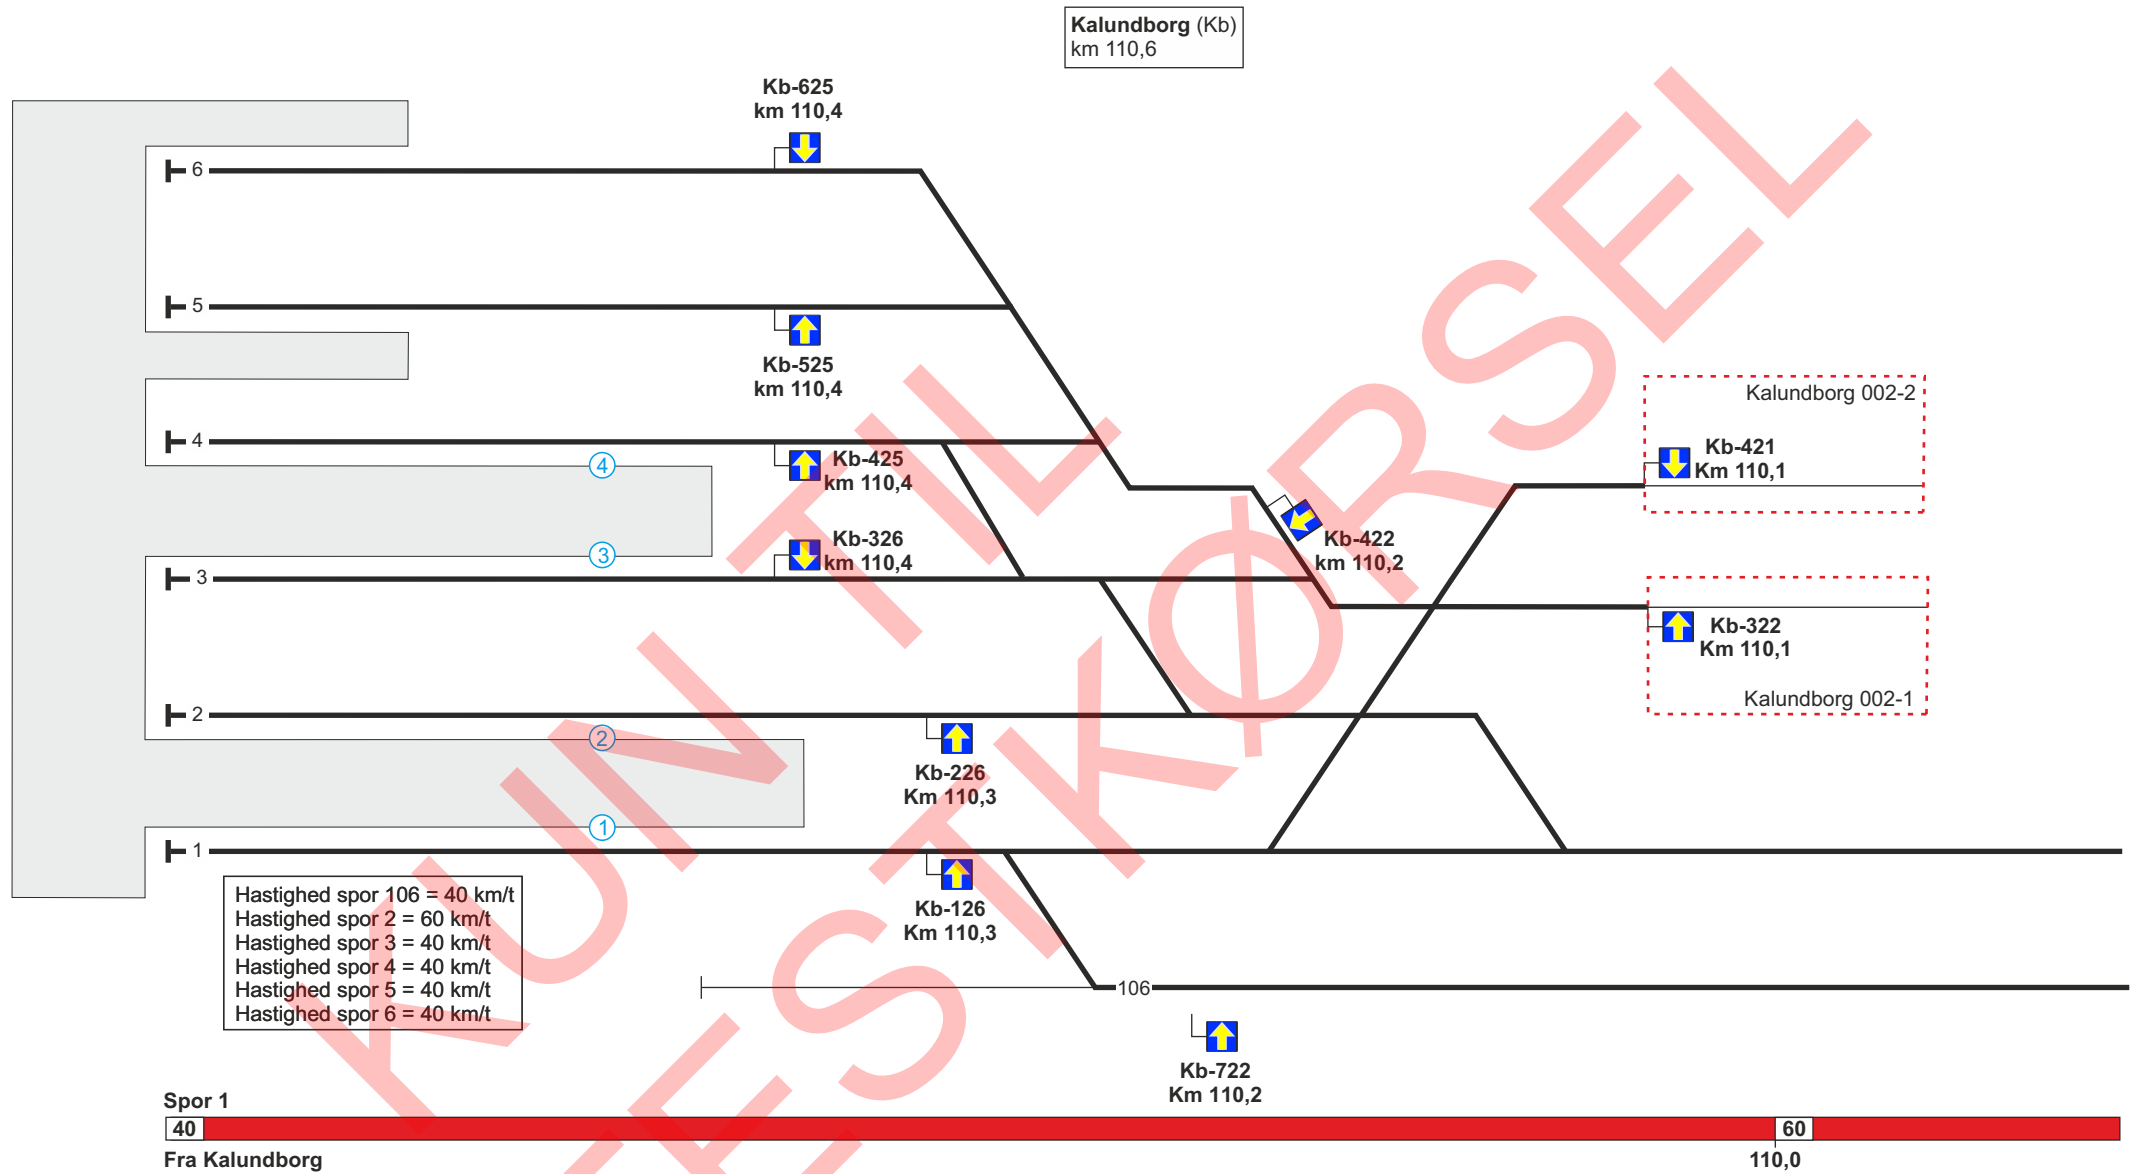 Kalundborg (Kb)
km 110,6
Kb-625
km 110,4
6
5
Kb-525
km 110,4
Kalundborg 002-2
4
4
Kb-425
km 110,4
Kb-421
Km 110,1
Kb-326
km 110,4
3
3
Kb-422
km 110,2
Kb-322
Km 110,1
Kalundborg 002-1
2
2
Kb-226
Km 110,3
1
1
Hastighed spor 106 = 40 km/t
Hastighed spor 2 = 60 km/t
Hastighed spor 3 = 40 km/t
Hastighed spor 4 = 40 km/t
Hastighed spor 5 = 40 km/t
Hastighed spor 6 = 40 km/t
Kb-126
Km 110,3
106
Kb-722
Km 110,2
Spor 1
40
60
Fra Kalundborg
110,0
KUN TIL
ESTKØRSEL